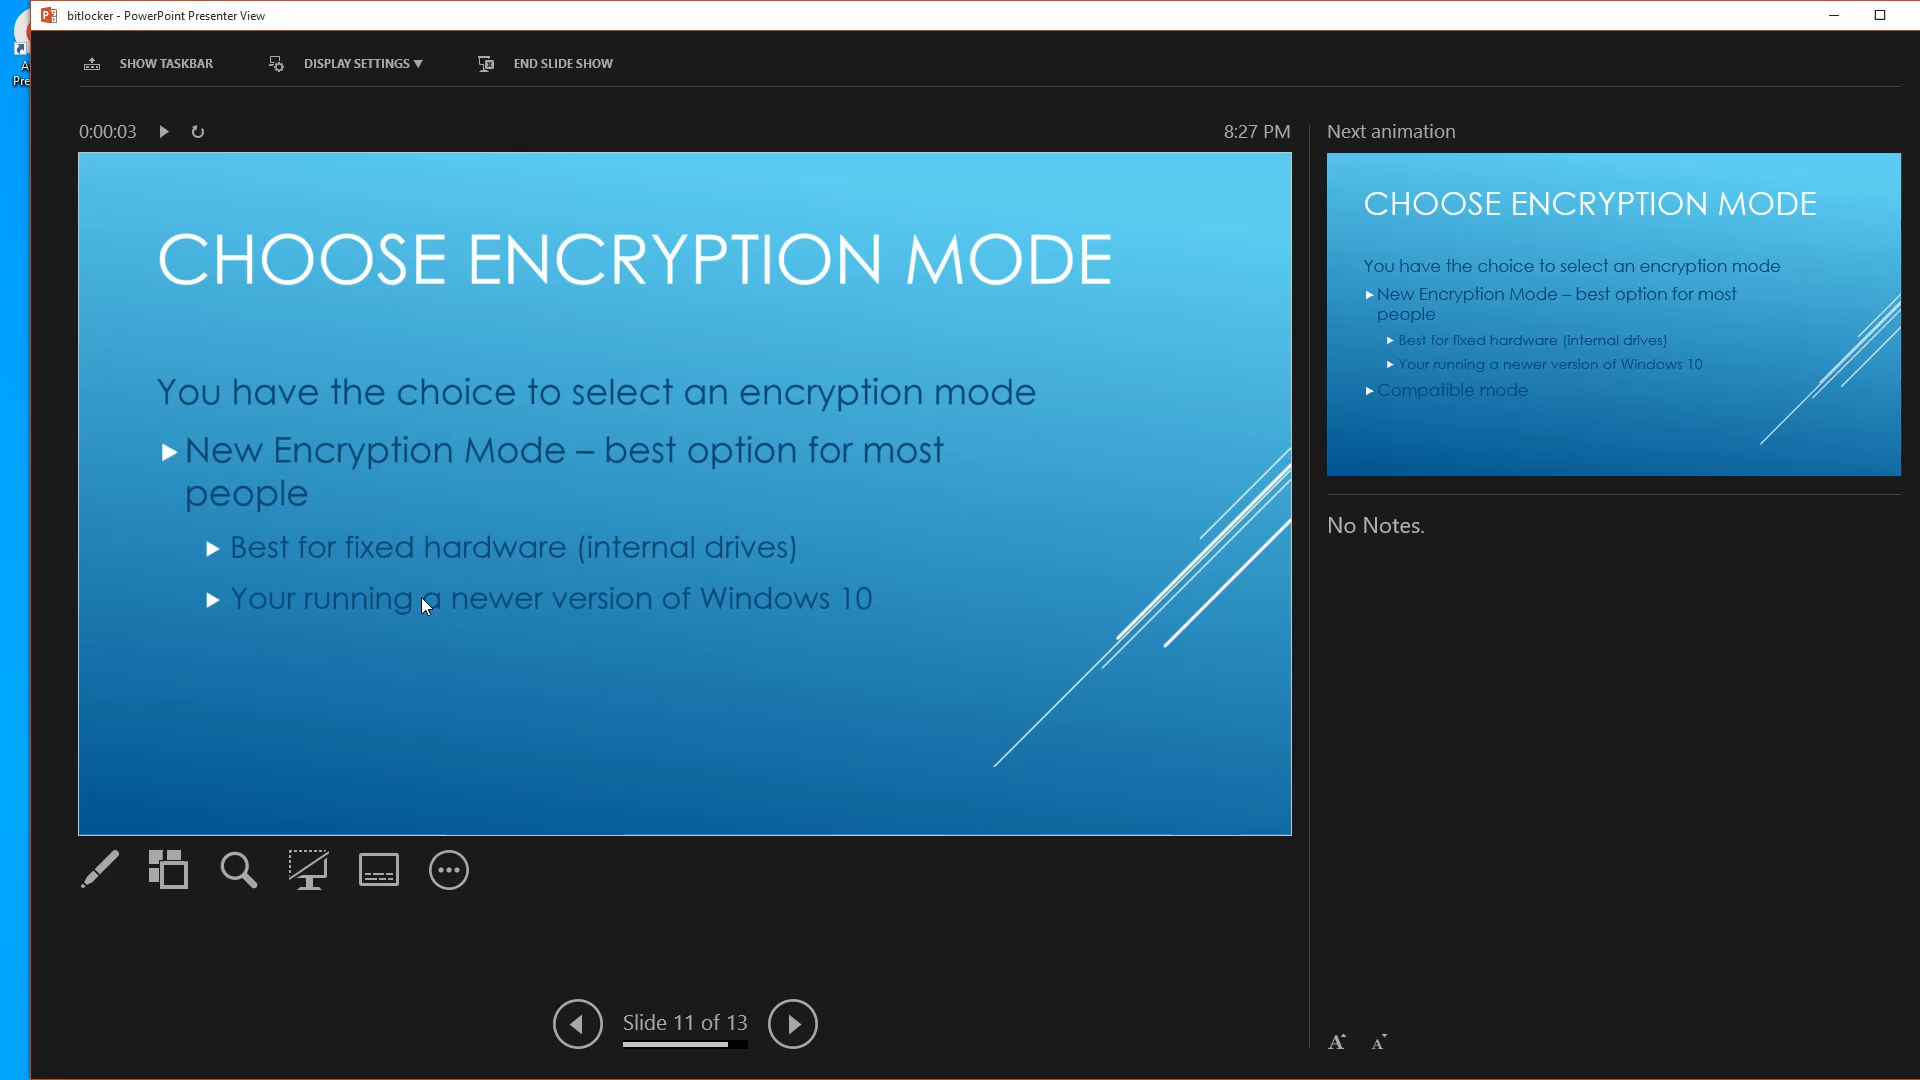 bitlocker - PowerPoint Presenter View
SHOW TASKBAR
DISPLAY SETTINGS ▼
END SLIDE SHOW
0:00:03
8:27 PM
CHOOSE ENCRYPTION MODE
You have the choice to select an encryption mode
New Encryption Mode – best option for most
people
Best for fixed hardware (internal drives)
Your running a newer version of Windows 10
Slide 11 of 13
Next animation
CHOOSE ENCRYPTION MODE
You have the choice to select an encryption mode
New Encryption Mode – best option for most
people
Best for fixed hardware (internal drives)
Your running a newer version of Windows 10
Compatible mode
No Notes.
A A